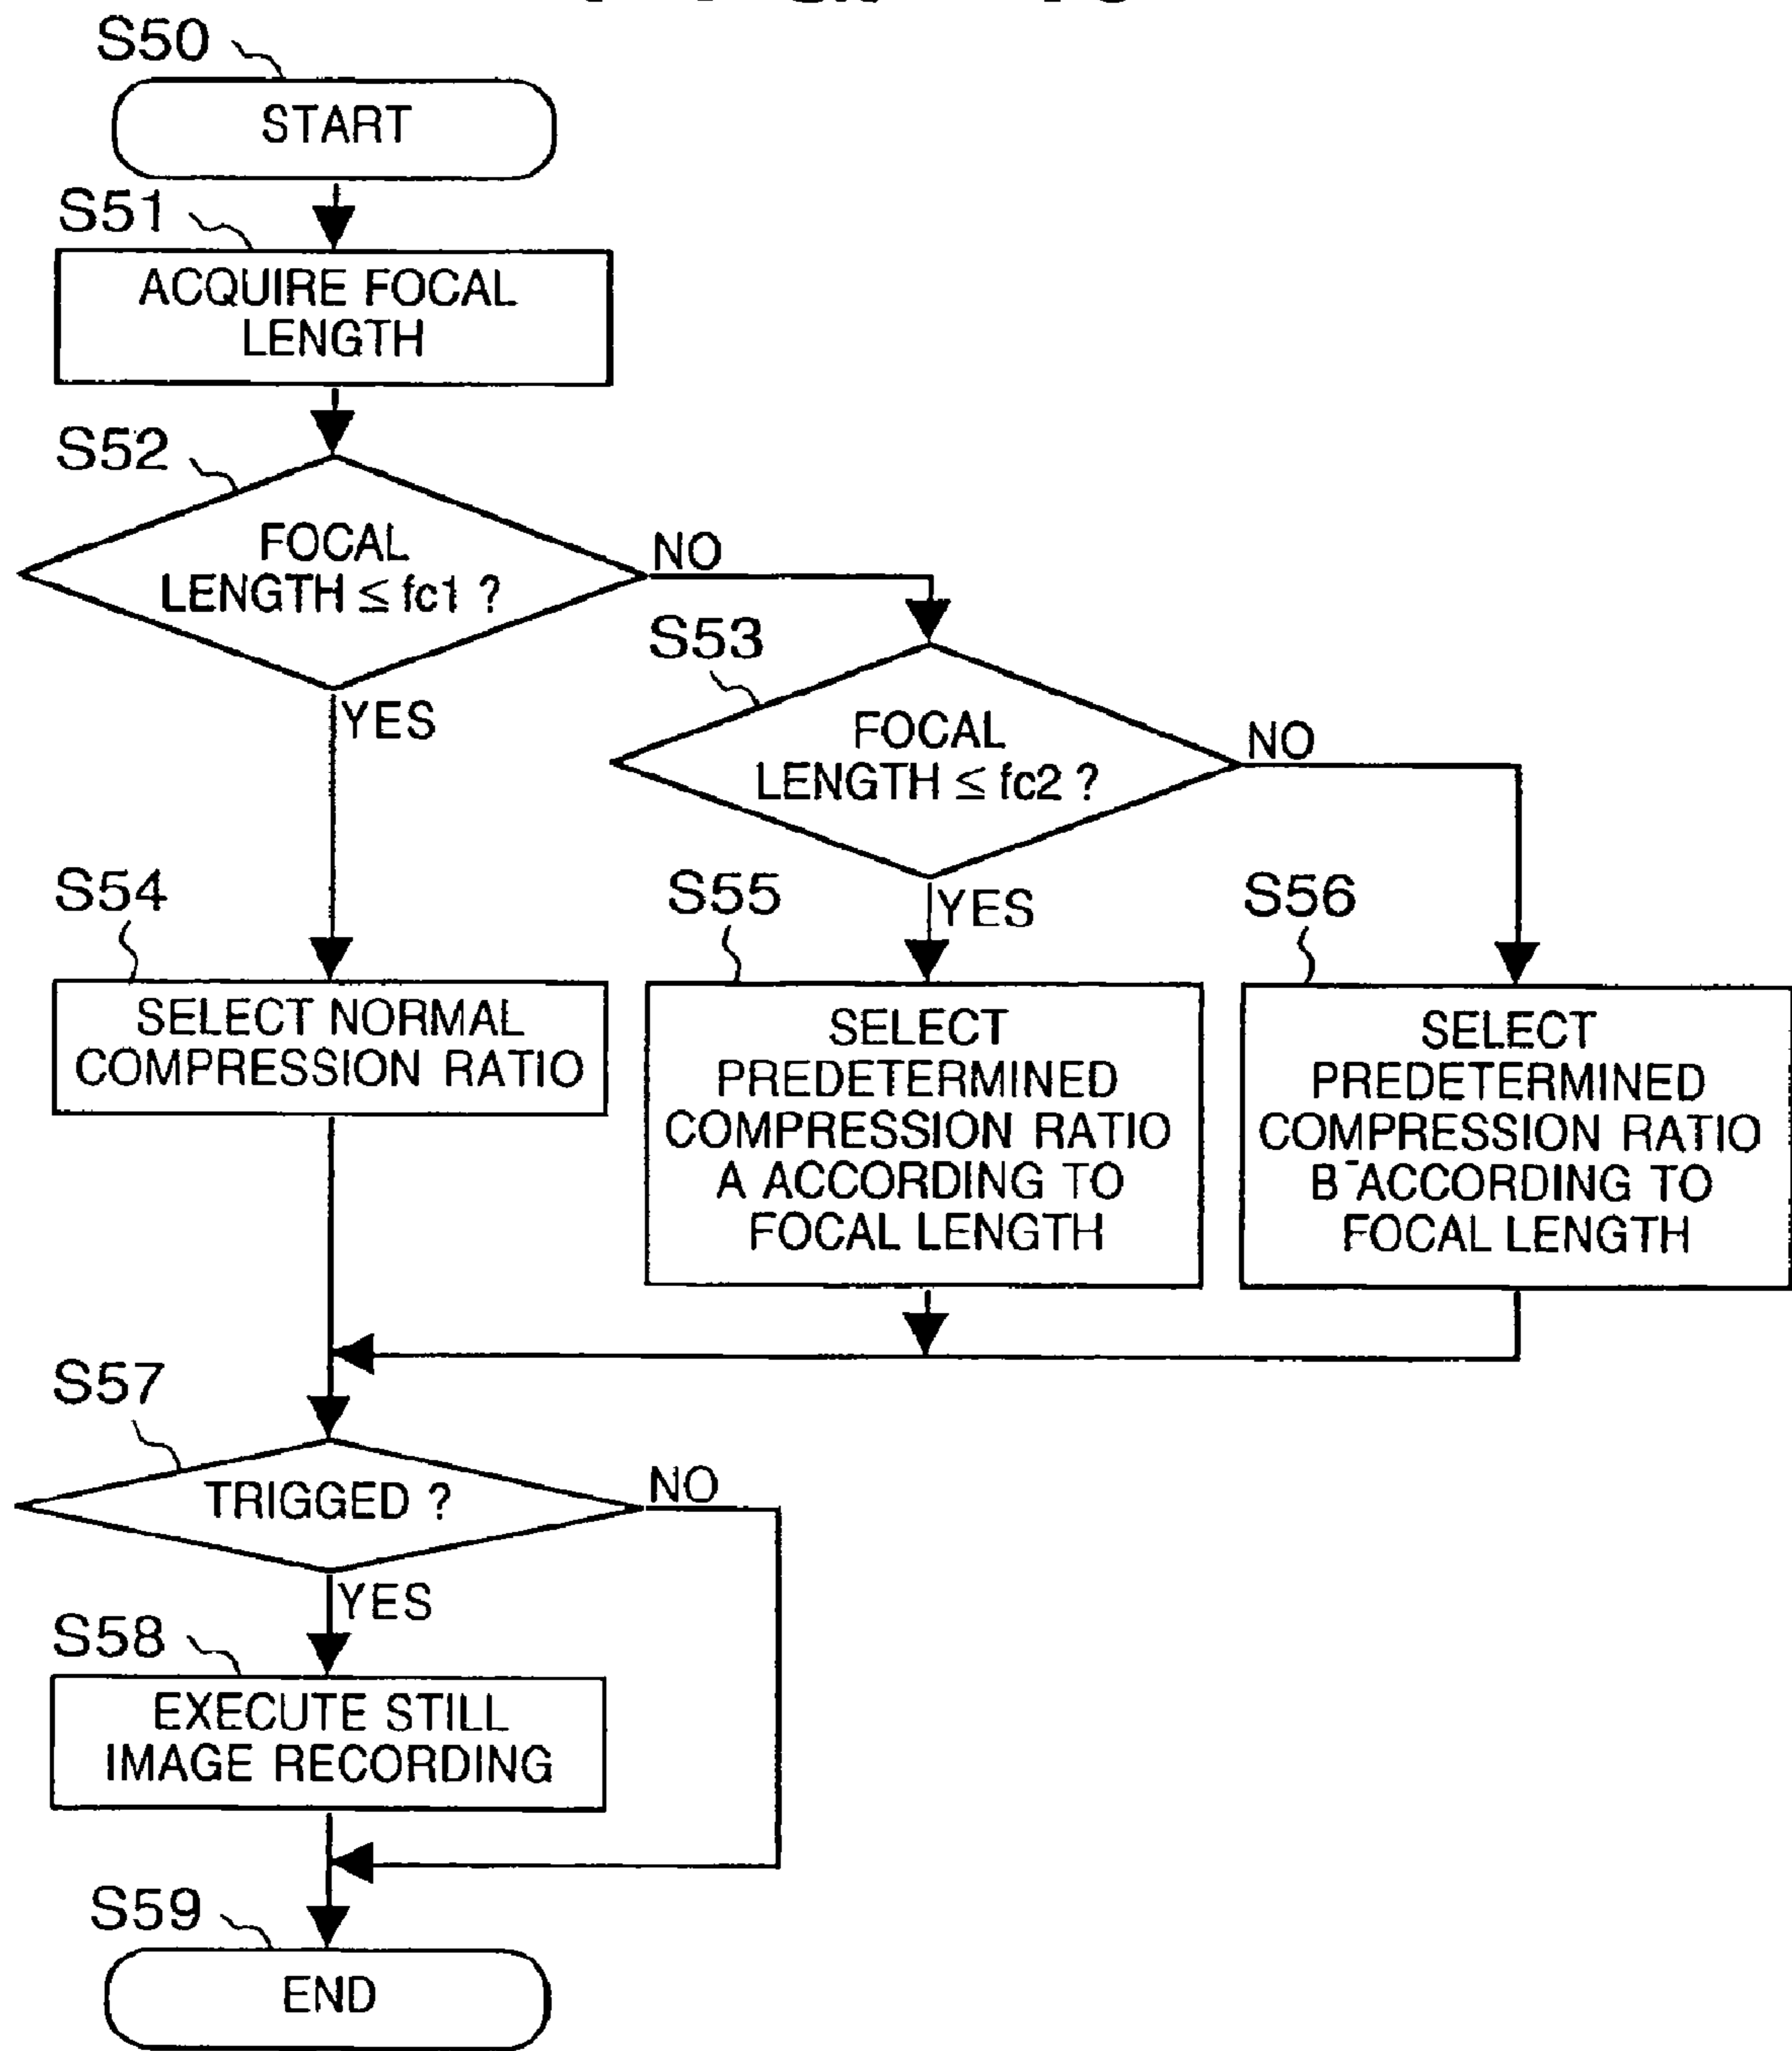 S50
START
S51
ACQUIRE FOCAL
LENGTH
S52
FOCAL
LENGTH ≤ fc1 ?
NO
YES
S53
FOCAL
LENGTH ≤ fc2 ?
NO
YES
S54
SELECT NORMAL
COMPRESSION RATIO
S55
SELECT
PREDETERMINED
COMPRESSION RATIO
A ACCORDING TO
FOCAL LENGTH
S56
SELECT
PREDETERMINED
COMPRESSION RATIO
B ACCORDING TO
FOCAL LENGTH
S57
TRIGGED ?
NO
YES
S58
EXECUTE STILL
IMAGE RECORDING
S59
END